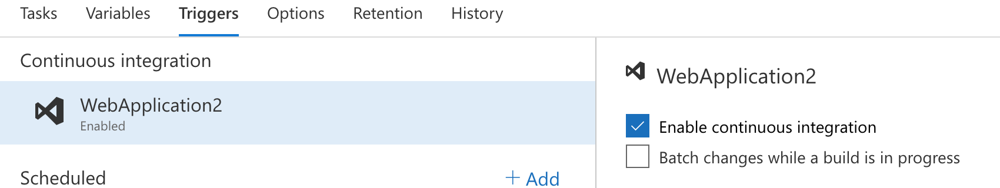 Tasks Variables Triggers Options Retention History
Continuous integration
WebApplication2
Enabled
Scheduled
+ Add
WebApplication2
Enable continuous integration
Batch changes while a build is in progress